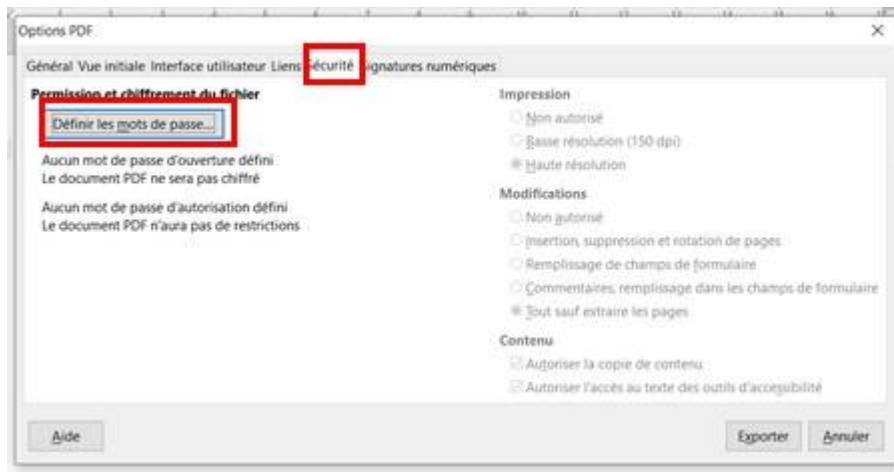 Options PDF
Général Vue initiale Interface utilisateur Liens Sécurité Signatures numériques
Permission et chiffrement du fichier
Définir les mots de passe...
Aucun mot de passe d'ouverture défini
Le document PDF ne sera pas chiffré
Aucun mot de passe d'autorisation défini
Le document PDF n'aura pas de restrictions
Impression
Non autorisé
Basse résolution (150 dpi)
Haute résolution
Modifications
Non autorisé
Insertion, suppression et rotation de pages
Remplissage de champs de formulaire
Commentaires, remplissage dans les champs de formulaire
Tout sauf extraire les pages
Contenu
Autoriser la copie de contenu
Autoriser l'accès au texte des outils d'accessibilité
Aide
Exporter
Annuler